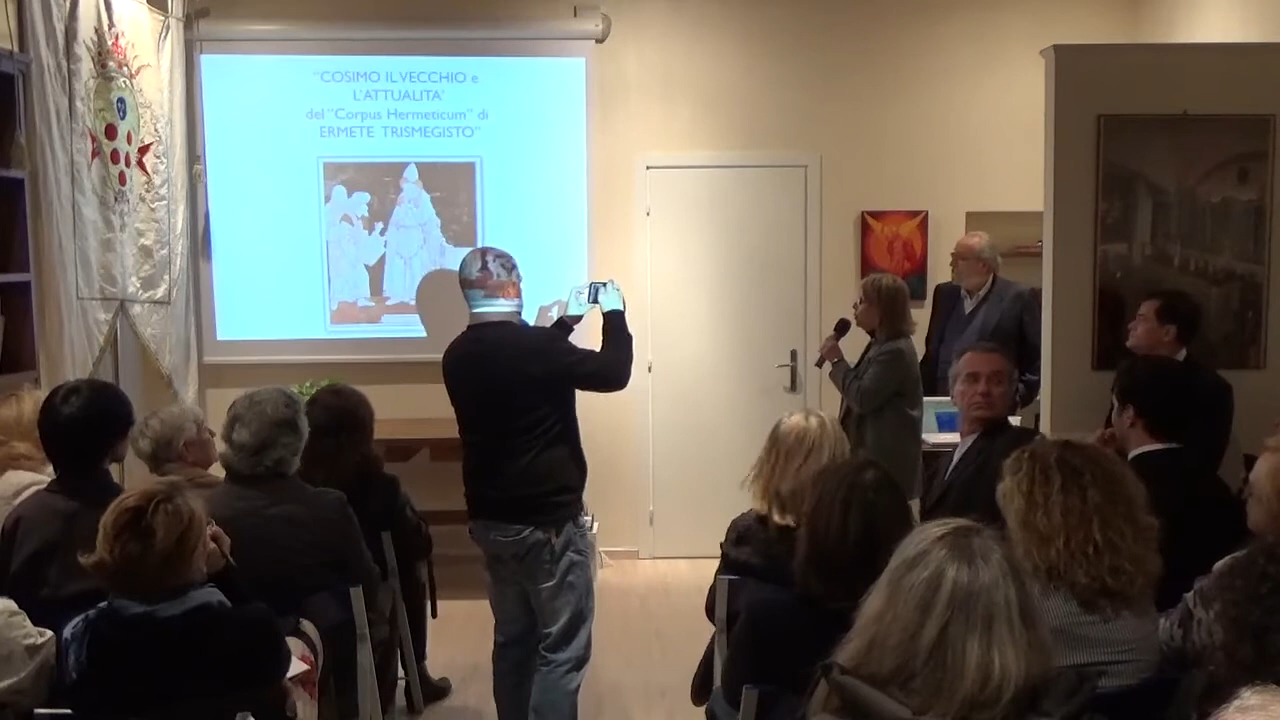 "COSIMO IL VECCHIO e
L'ATTUALITA'
del "Corpus Hermeticum" di
ERMETE TRISMEGISTO"